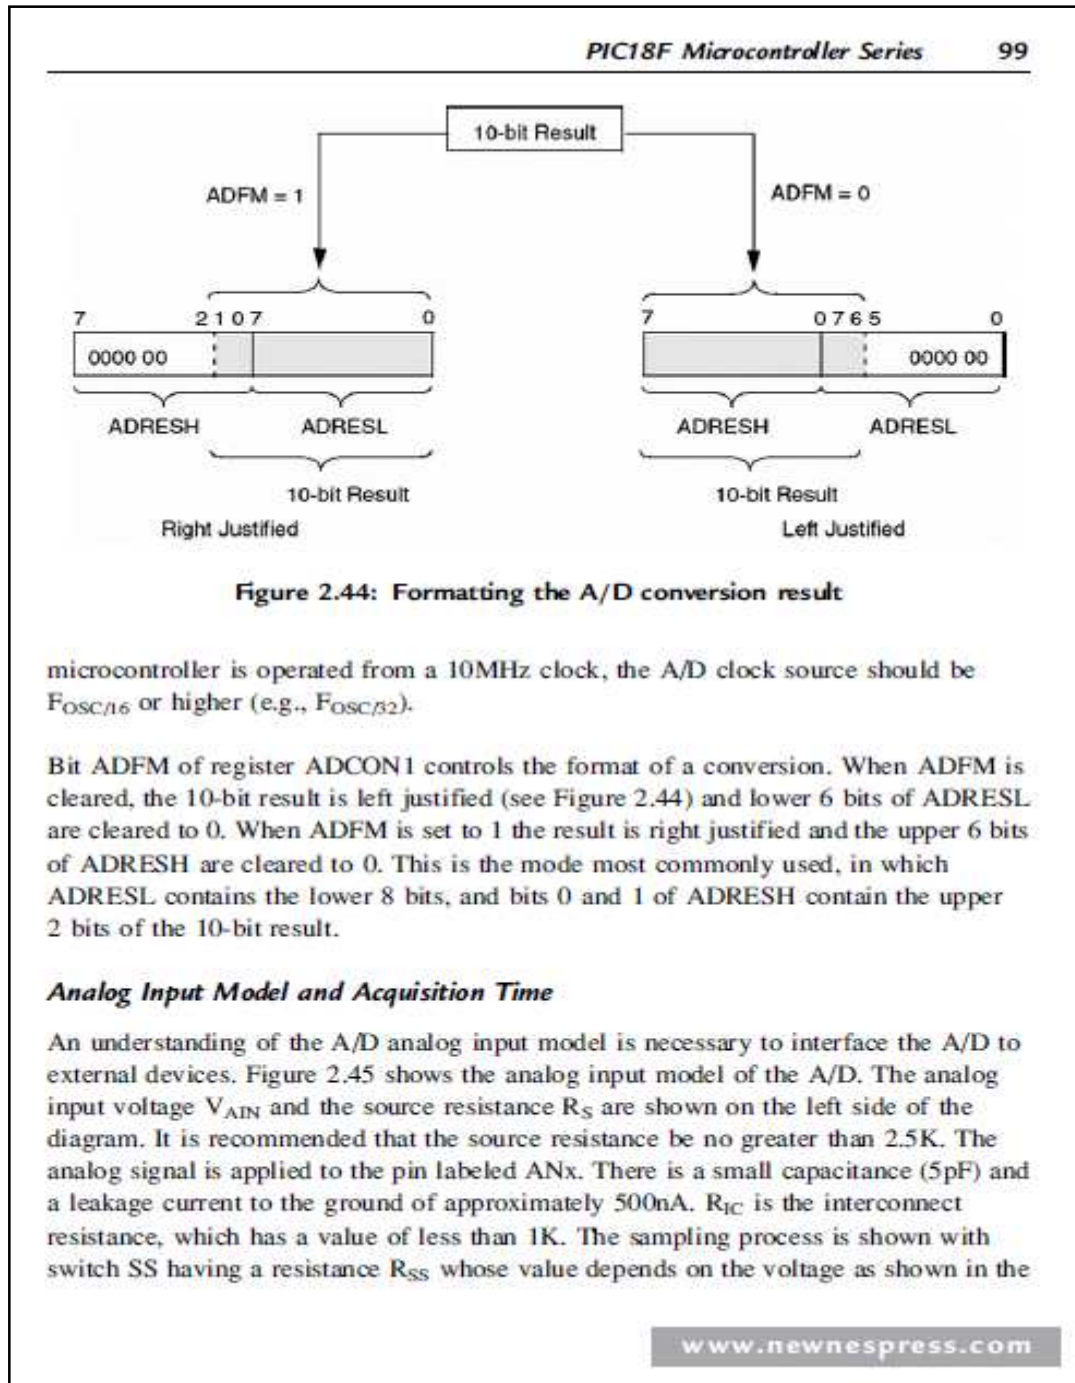 PIC18F Microcontroller Series 99
10-bit Result
ADFM = 1
ADFM = 0
7 2 1 0 7 0
7 0 7 6 5 0
0000 00
0000 00
ADRESH ADRESL
ADRESH ADRESL
10-bit Result
10-bit Result
Right Justified
Left Justified
Figure 2.44: Formatting the A/D conversion result
microcontroller is operated from a 10MHz clock, the A/D clock source should be
FOSC/16 or higher (e.g., FOSC/32).
Bit ADFM of register ADCON1 controls the format of a conversion. When ADFM is
cleared, the 10-bit result is left justified (see Figure 2.44) and lower 6 bits of ADRESL
are cleared to 0. When ADFM is set to 1 the result is right justified and the upper 6 bits
of ADRESH are cleared to 0. This is the mode most commonly used, in which
ADRESL contains the lower 8 bits, and bits 0 and 1 of ADRESH contain the upper
2 bits of the 10-bit result.
Analog Input Model and Acquisition Time
An understanding of the A/D analog input model is necessary to interface the A/D to
external devices. Figure 2.45 shows the analog input model of the A/D. The analog
input voltage VAIN and the source resistance RS are shown on the left side of the
diagram. It is recommended that the source resistance be no greater than 2.5K. The
analog signal is applied to the pin labeled ANx. There is a small capacitance (5pF) and
a leakage current to the ground of approximately 500nA. RIC is the interconnect
resistance, which has a value of less than 1K. The sampling process is shown with
switch SS having a resistance RSS whose value depends on the voltage as shown in the
www.newnespress.com